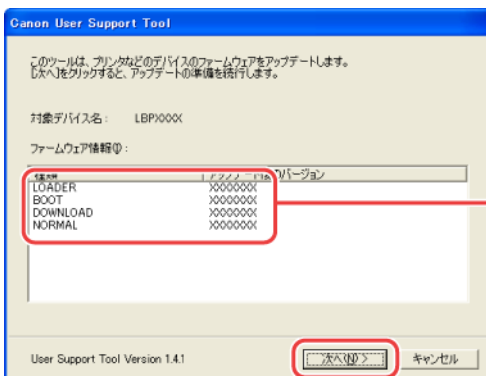 Canon User Support Tool
このツールは、プリンタなどのデバイスのファームウェアをアップデートします。
[次へ]をクリックすると、アップデートの準備を続行します。
対象デバイス名： LBPXXXX
ファームウェア情報(I)：
種類 バージョン
LOADER XXXXXXX
BOOT XXXXXXX
DOWNLOAD XXXXXXX
NORMAL XXXXXXX
User Support Tool Version 1.4.1
次へ(N) > キャンセル